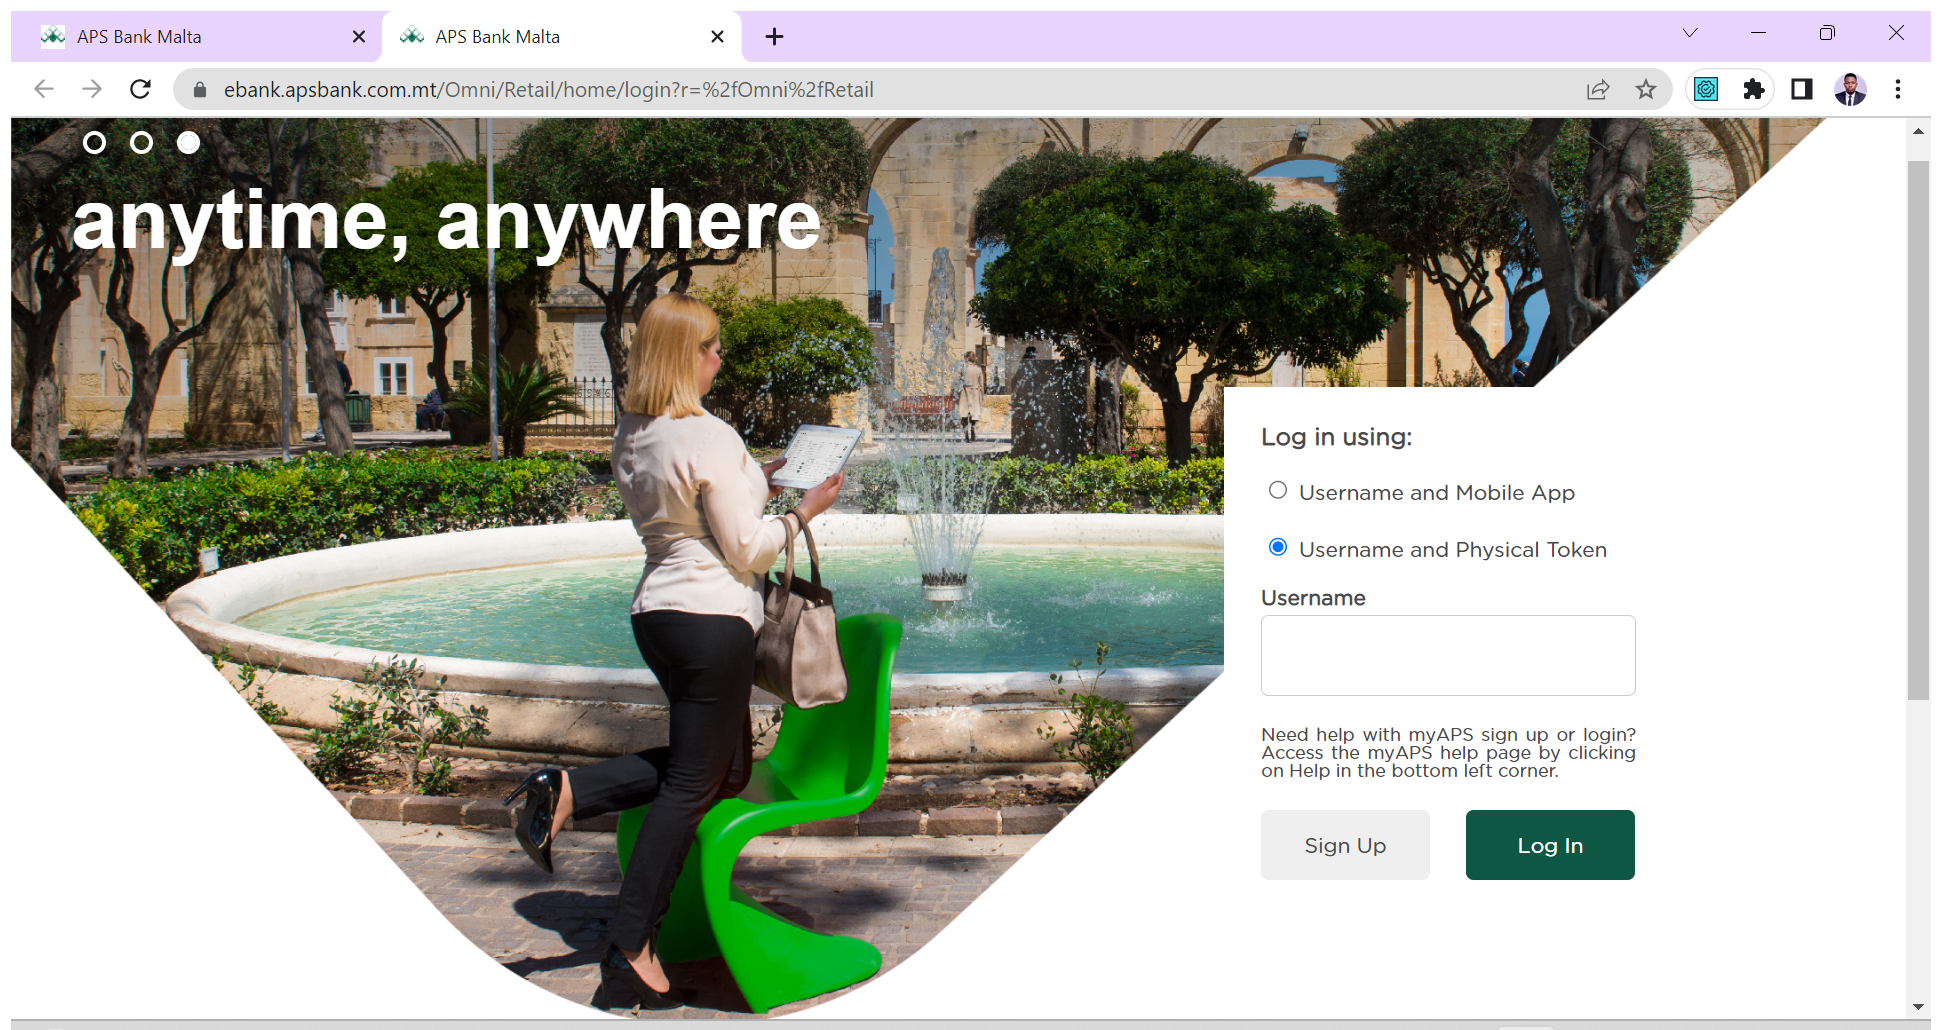 APS Bank Malta
APS Bank Malta
ebank.apsbank.com.mt/Omni/Retail/home/login?r=%2fOmni%2fRetail
anytime, anywhere
Log in using:
Username and Mobile App
Username and Physical Token
Username
Need help with myAPS sign up or login?
Access the myAPS help page by clicking
on Help in the bottom left corner.
Sign Up
Log In